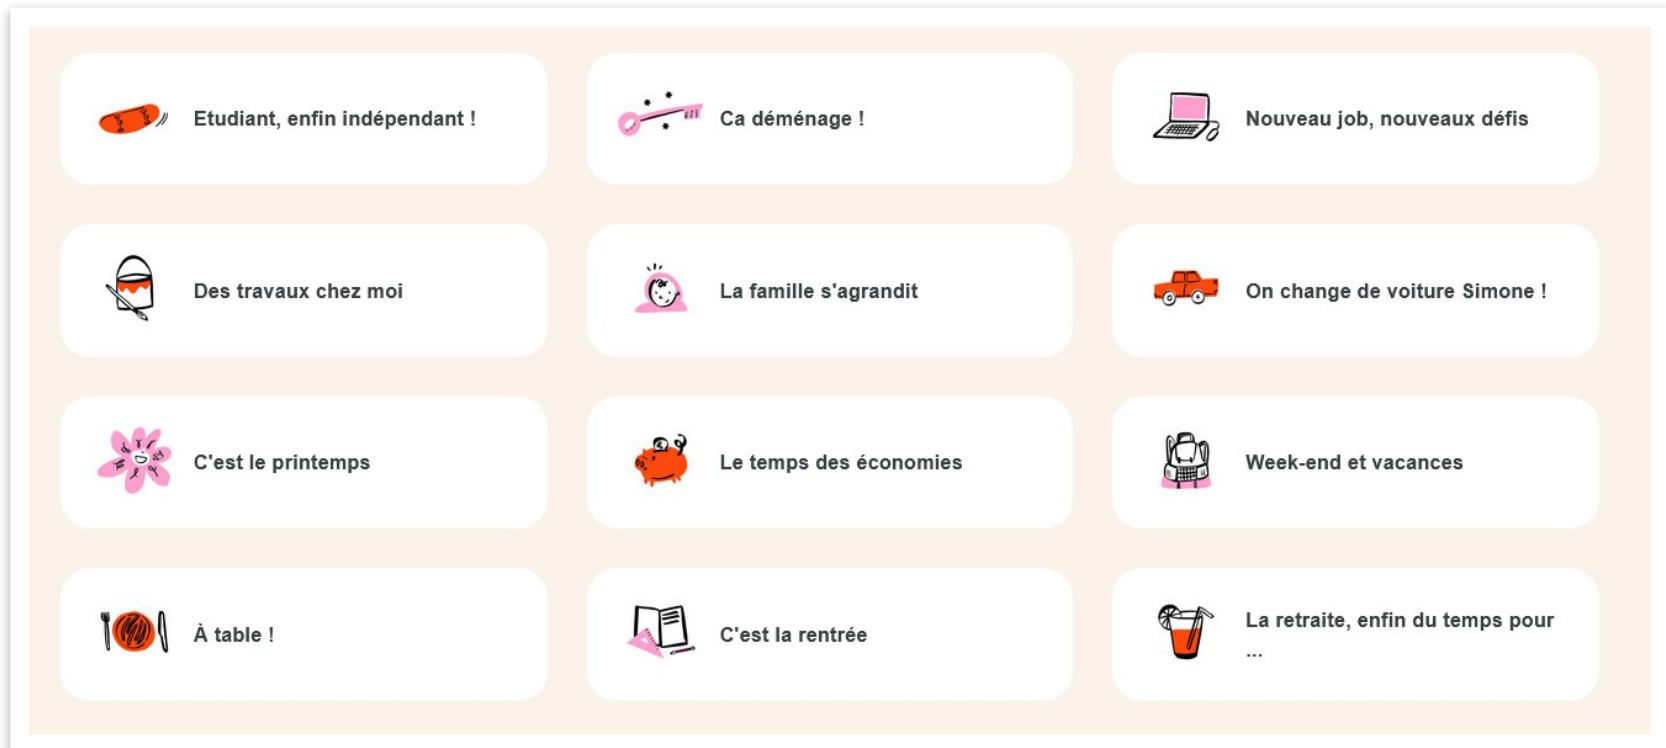 Etudiant, enfin indépendant !
Ca déménage !
Nouveau job, nouveaux défis
Des travaux chez moi
La famille s'agrandit
On change de voiture Simone !
C'est le printemps
Le temps des économies
Week-end et vacances
À table !
C'est la rentrée
La retraite, enfin du temps pour
...